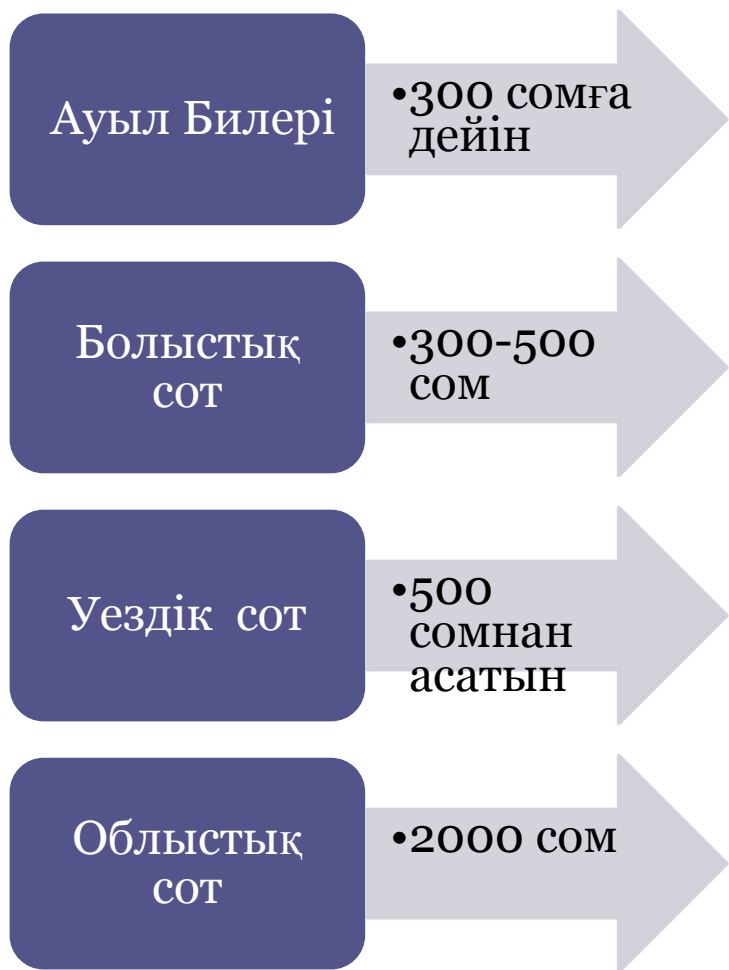 Ауыл Билері
•300 сомға
дейін
Болыстық
сот
•300-500
сом
Уездік сот
•500
сомнан
асатын
Облыстық
сот
•2000 сом